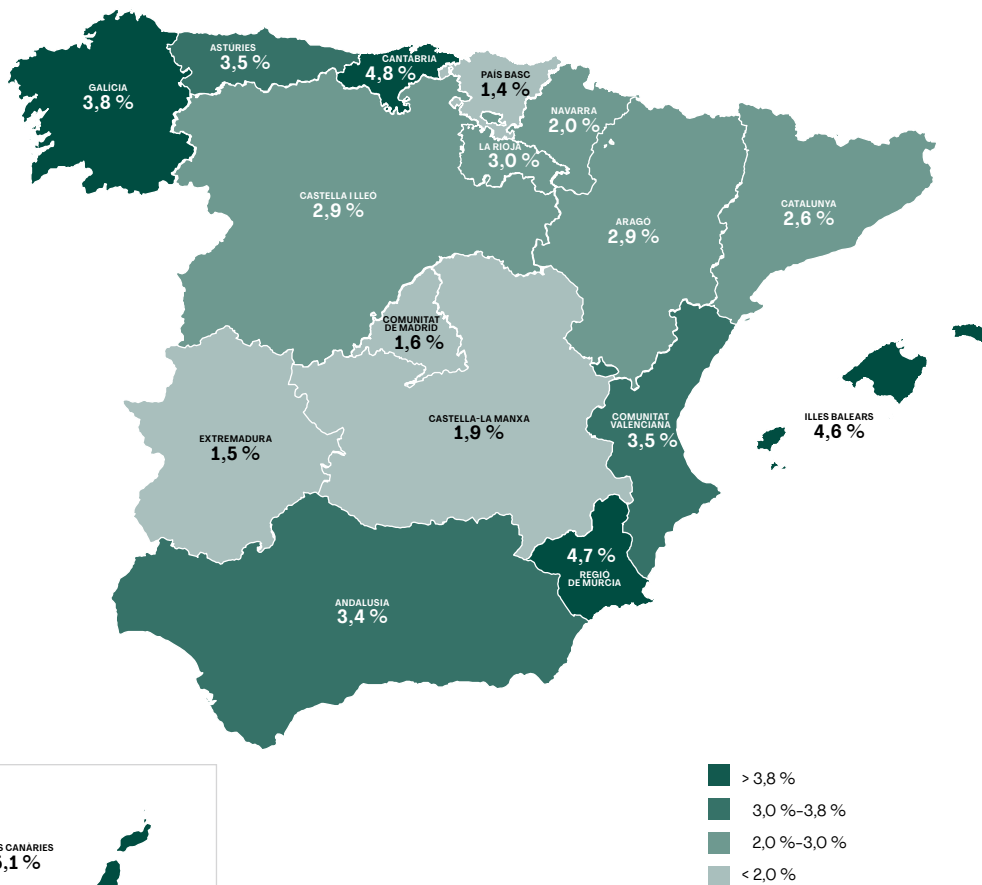 ASTÚRIES
3,5 %
CANTÀBRIA
4,8 %
PAÍS BASC
1,4 %
GALÍCIA
3,8 %
NAVARRA
2,0 %
LA RIOJA
3,0 %
CASTELLA I LLEÓ
2,9 %
ARAGÓ
2,9 %
CATALUNYA
2,6 %
COMUNITAT
DE MADRID
1,6 %
CASTELLA-LA MANXA
1,9 %
EXTREMADURA
1,5 %
COMUNITAT
VALENCIANA
3,5 %
ILLES BALEARS
4,6 %
4,7 %
REGIÓ
DE MÚRCIA
ANDALUSIA
3,4 %
CANÀRIES
,1 %
> 3,8 %
3,0 %–3,8 %
2,0 %–3,0 %
< 2,0 %